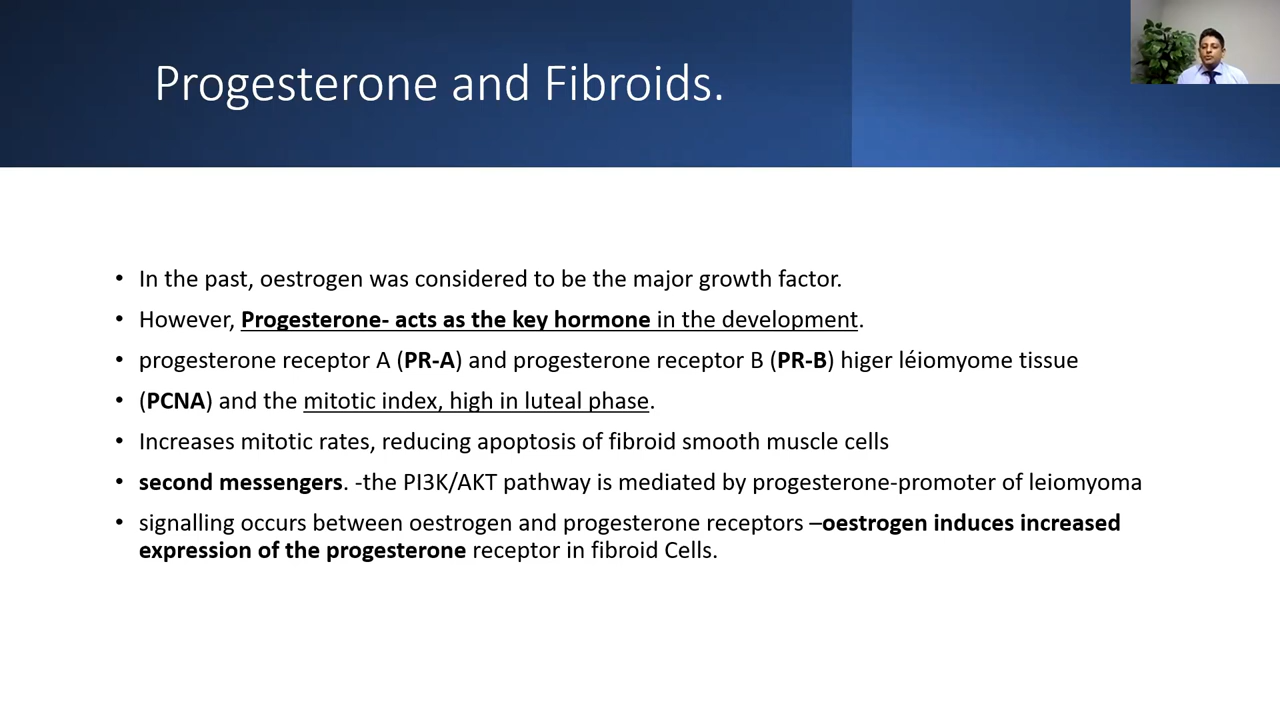 Progesterone and Fibroids.
• In the past, oestrogen was considered to be the major growth factor.
• However, Progesterone- acts as the key hormone in the development.
• progesterone receptor A (PR-A) and progesterone receptor B (PR-B) higer léiomyome tissue
• (PCNA) and the mitotic index, high in luteal phase.
• Increases mitotic rates, reducing apoptosis of fibroid smooth muscle cells
• second messengers. -the PI3K/AKT pathway is mediated by progesterone-promoter of leiomyoma
• signalling occurs between oestrogen and progesterone receptors –oestrogen induces increased
expression of the progesterone receptor in fibroid Cells.